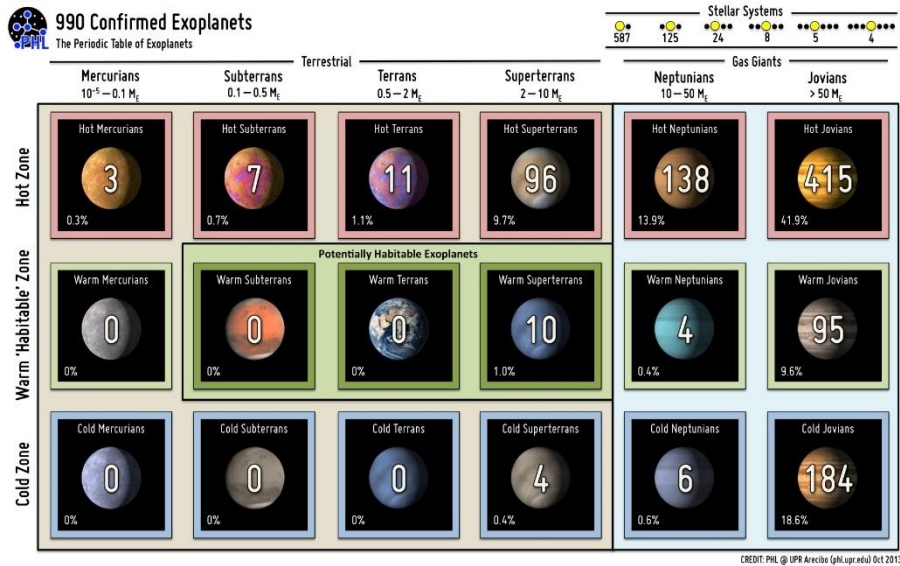 PHL
990 Confirmed Exoplanets
The Periodic Table of Exoplanets
Stellar Systems
587 125 24 8 5 4
Terrestrial
Gas Giants
Mercurians Subterrans Terrans Superterrans Neptunians Jovians
10⁻⁵ — 0.1 M_E 0.1 — 0.5 M_E 0.5 — 2 M_E 2 — 10 M_E 10 — 50 M_E > 50 M_E
Hot Zone
Hot Mercurians Hot Subterrans Hot Terrans Hot Superterrans Hot Neptunians Hot Jovians
3 7 11 96 138 415
0.3% 0.7% 1.1% 9.7% 13.9% 41.9%
Warm 'Habitable' Zone
Potentially Habitable Exoplanets
Warm Mercurians Warm Subterrans Warm Terrans Warm Superterrans Warm Neptunians Warm Jovians
0 0 0 10 4 95
0% 0% 0% 1.0% 0.4% 9.6%
Cold Zone
Cold Mercurians Cold Subterrans Cold Terrans Cold Superterrans Cold Neptunians Cold Jovians
0 0 0 4 6 184
0% 0% 0% 0.4% 0.6% 18.6%
CREDIT: PHL @ UPR Arecibo (phl.upr.edu) Oct 2013